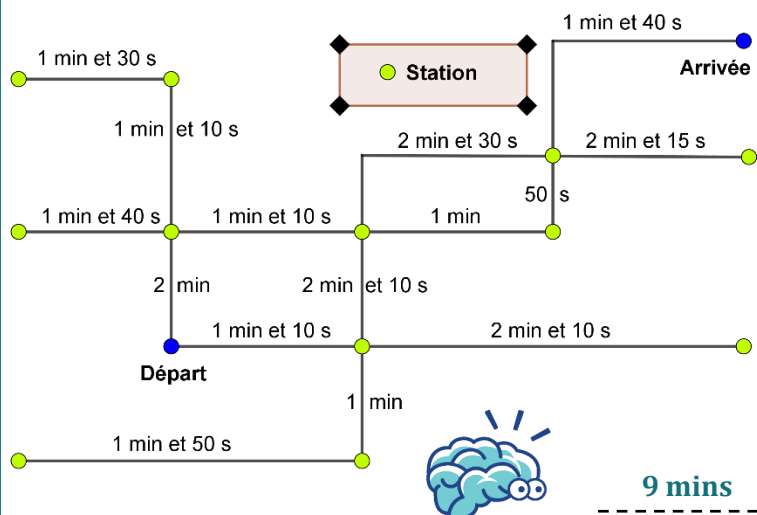 1 min et 40 s
1 min et 30 s
Station
Arrivée
1 min et 10 s
2 min et 30 s
2 min et 15 s
50 s
1 min et 40 s
1 min et 10 s
1 min
2 min
2 min et 10 s
1 min et 10 s
2 min et 10 s
Départ
1 min
1 min et 50 s
9 mins